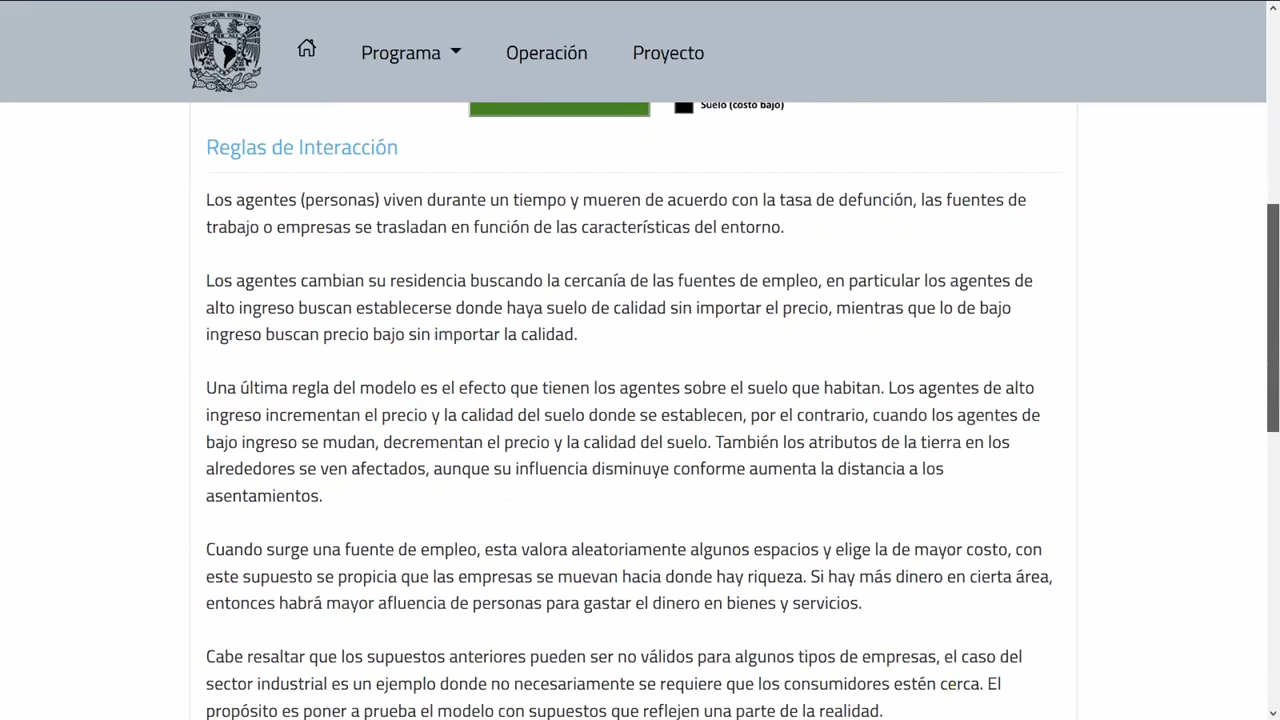 Programa
Operación
Proyecto
Suelo (costo bajo)
Reglas de Interacción
Los agentes (personas) viven durante un tiempo y mueren de acuerdo con la tasa de defunción, las fuentes de
trabajo o empresas se trasladan en función de las características del entorno.
Los agentes cambian su residencia buscando la cercanía de las fuentes de empleo, en particular los agentes de
alto ingreso buscan establecerse donde haya suelo de calidad sin importar el precio, mientras que lo de bajo
ingreso buscan precio bajo sin importar la calidad.
Una última regla del modelo es el efecto que tienen los agentes sobre el suelo que habitan. Los agentes de alto
ingreso incrementan el precio y la calidad del suelo donde se establecen, por el contrario, cuando los agentes de
bajo ingreso se mudan, decrementan el precio y la calidad del suelo. También los atributos de la tierra en los
alrededores se ven afectados, aunque su influencia disminuye conforme aumenta la distancia a los
asentamientos.
Cuando surge una fuente de empleo, esta valora aleatoriamente algunos espacios y elige la de mayor costo, con
este supuesto se propicia que las empresas se muevan hacia donde hay riqueza. Si hay más dinero en cierta área,
entonces habrá mayor afluencia de personas para gastar el dinero en bienes y servicios.
Cabe resaltar que los supuestos anteriores pueden ser no válidos para algunos tipos de empresas, el caso del
sector industrial es un ejemplo donde no necesariamente se requiere que los consumidores estén cerca. El
propósito es poner a prueba el modelo con supuestos que reflejen una parte de la realidad.